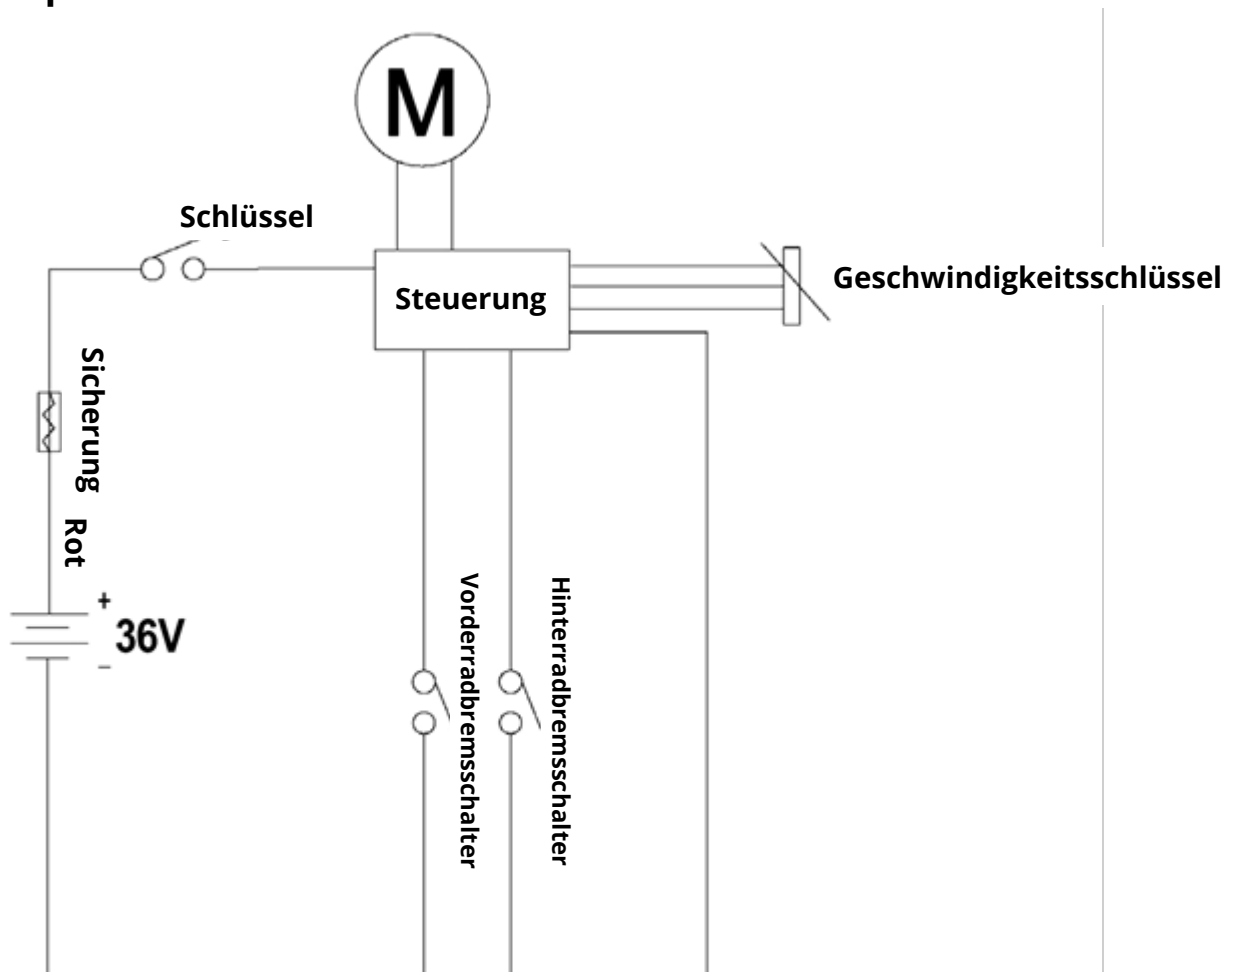 M
Schlüssel
Geschwindigkeitsschlüssel
Steuerung
Sicherung
Rot
+
36V
–
Vorderradbremsschalter
Hinterradbremsschalter